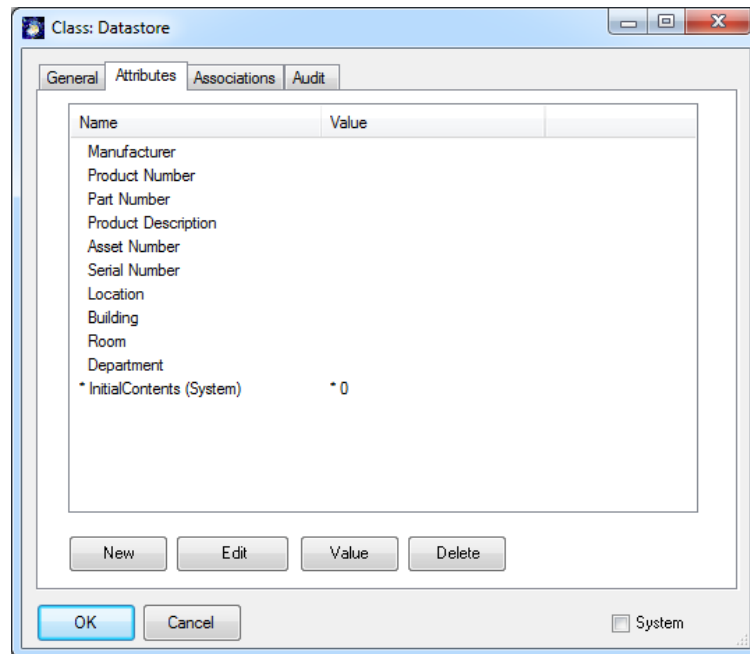 Class: Datastore
General Attributes Associations Audit
Name Value
Manufacturer
Product Number
Part Number
Product Description
Asset Number
Serial Number
Location
Building
Room
Department
* InitialContents (System) * 0
New Edit Value Delete
OK Cancel System